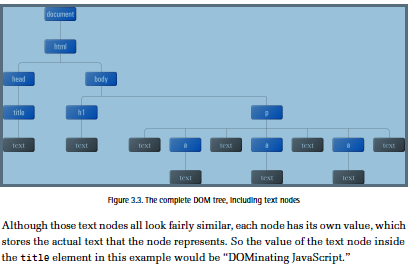 document
html
head body
title h1 p
text text text a text text a text
text text text
Figure 3.3. The complete DOM tree, including text nodes
Although those text nodes all look fairly similar, each node has its own value, which
stores the actual text that the node represents. So the value of the text node inside
the title element in this example would be “DOMinating JavaScript.”